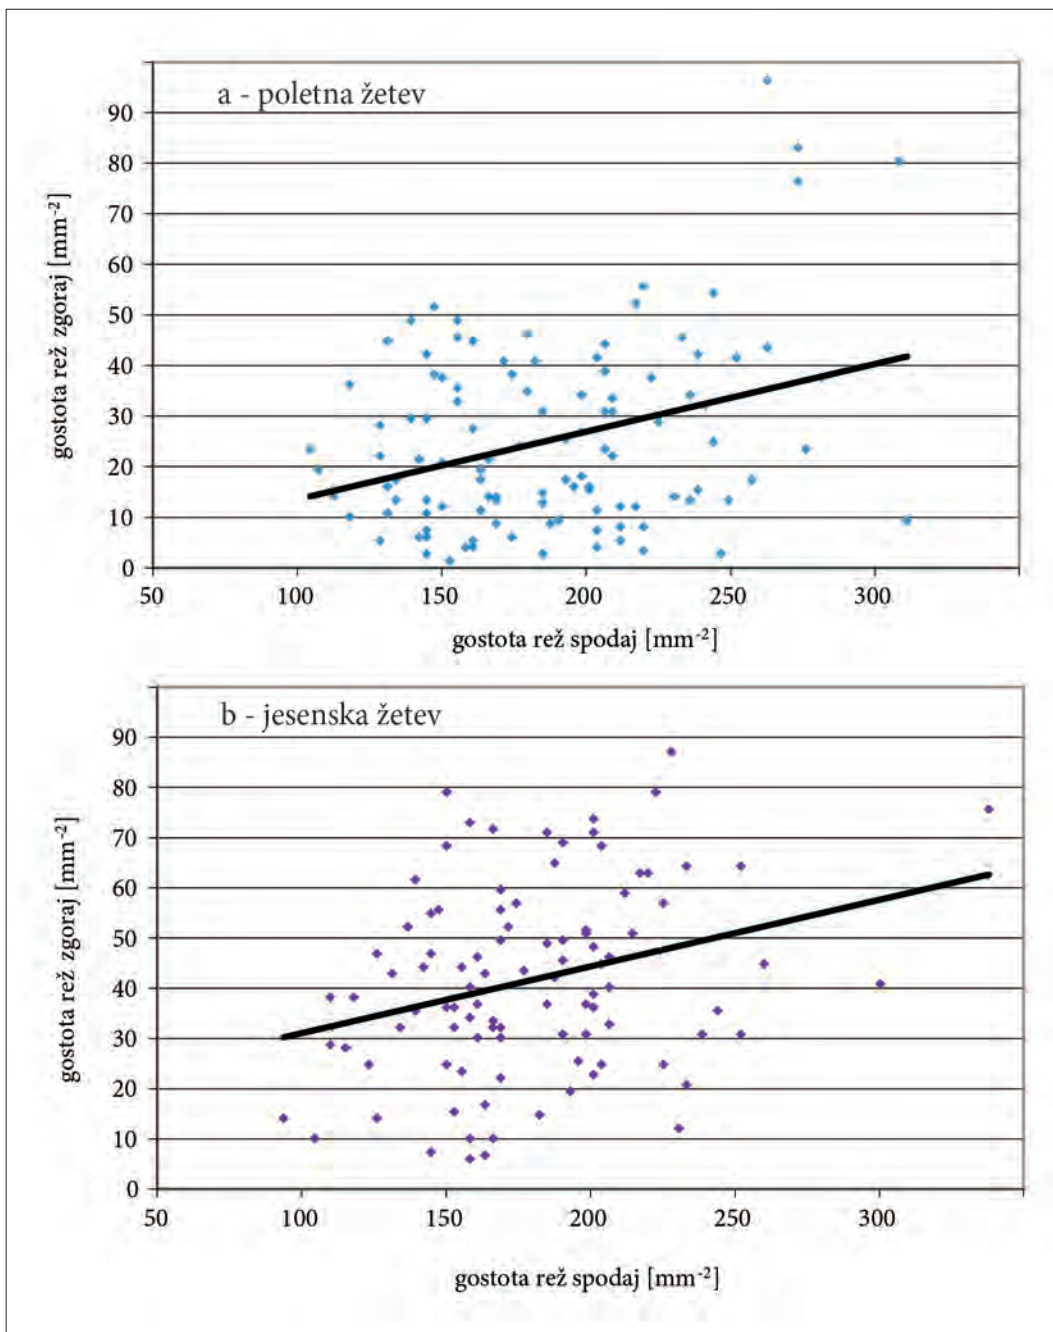 a - poletna žetev
90
80
70
60
50
40
30
20
10
0
gostota rež zgoraj [mm⁻²]
50 100 150 200 250 300
gostota rež spodaj [mm⁻²]
b - jesenska žetev
90
80
70
60
50
40
30
20
10
0
gostota rež zgoraj [mm⁻²]
50 100 150 200 250 300
gostota rež spodaj [mm⁻²]